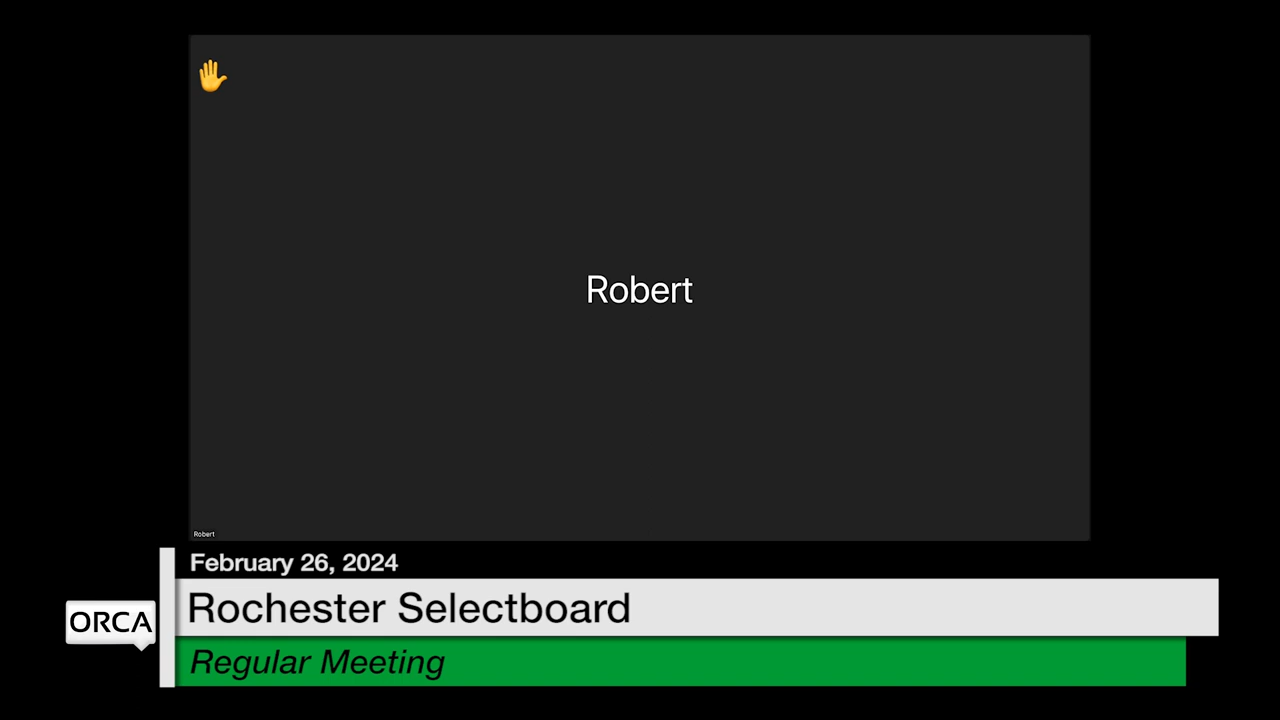 Robert
Robert
February 26, 2024
Rochester Selectboard
ORCA
Regular Meeting